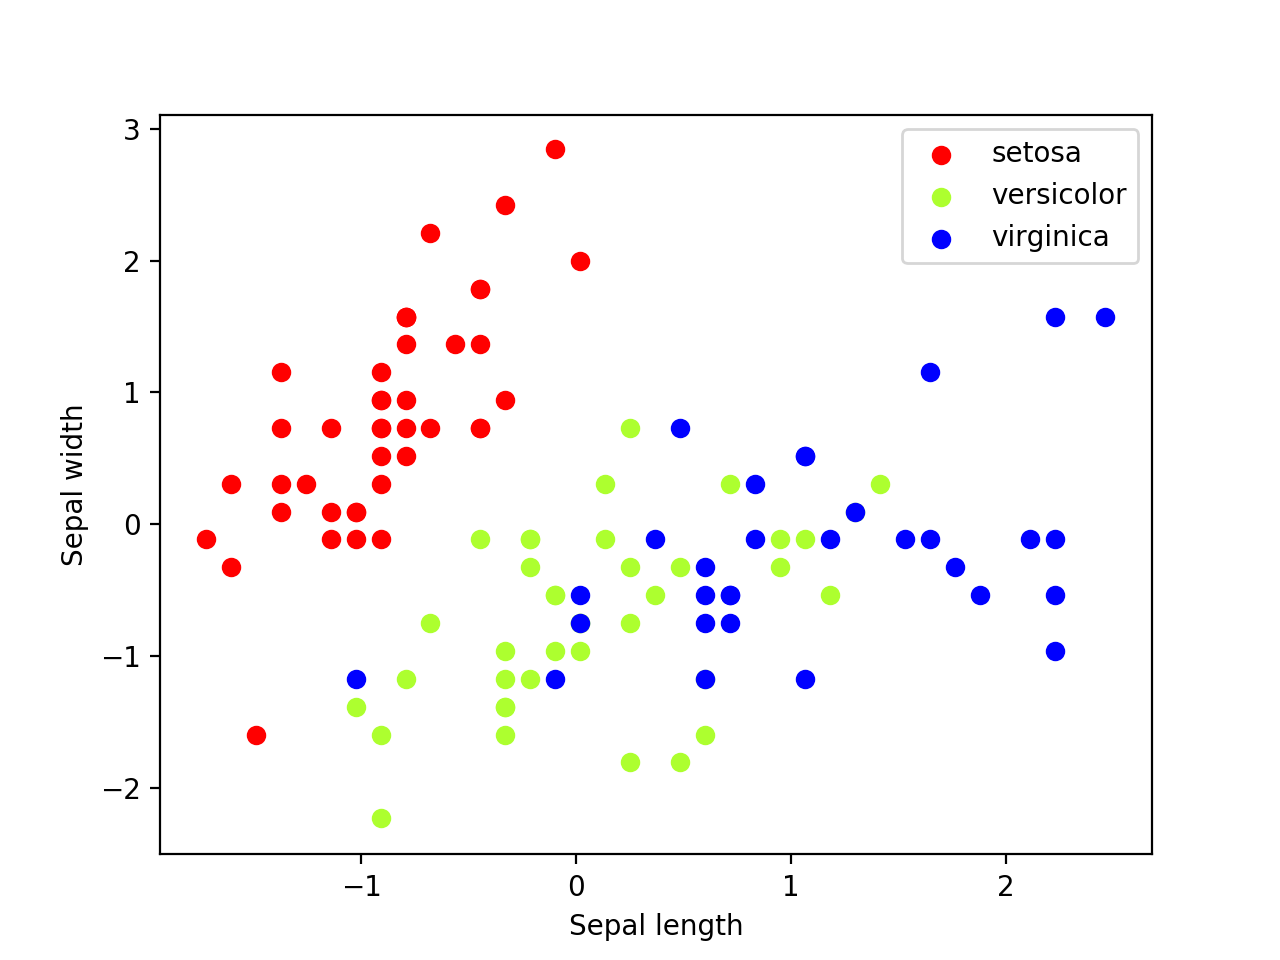 setosa
versicolor
virginica
3
2
1
0
−1
−2
Sepal width
−1
0
1
2
Sepal length